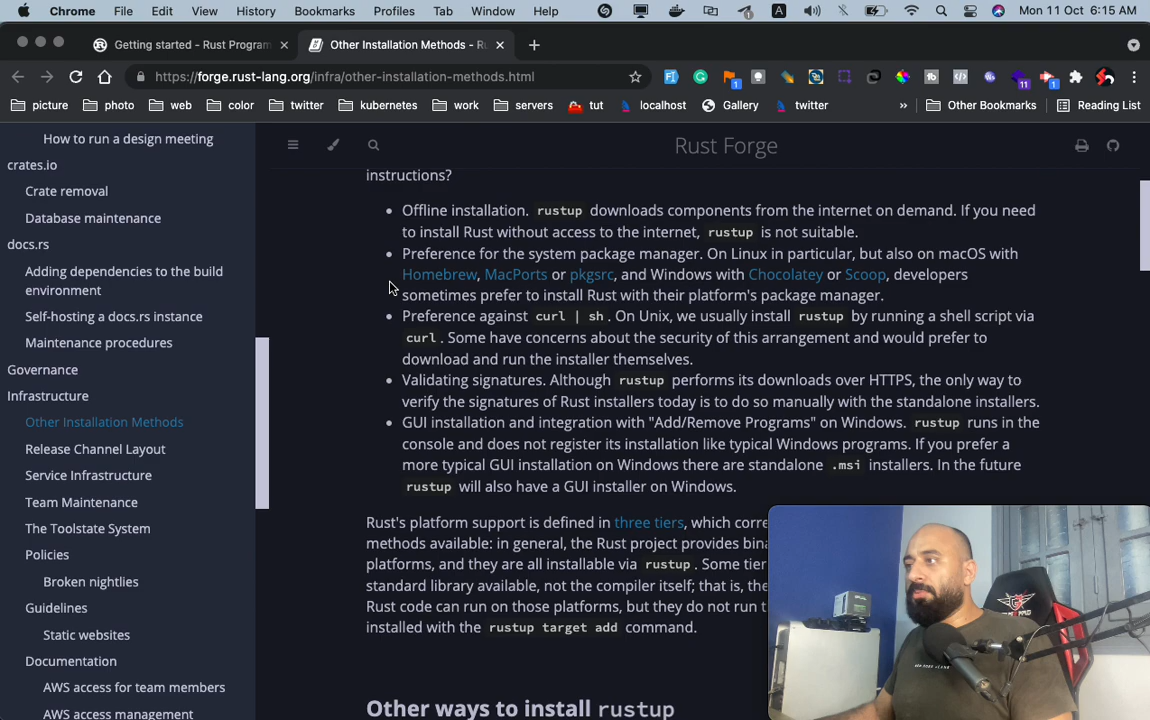 Chrome File Edit View History Bookmarks Profiles Tab Window Help A Mon 11 Oct 6:15 AM
Getting started - Rust Program Other Installation Methods - Ru
https://forge.rust-lang.org/infra/other-installation-methods.html
picture photo web color twitter kubernetes work servers tut localhost Gallery twitter » Other Bookmarks Reading List
How to run a design meeting
crates.io
Crate removal
Database maintenance
docs.rs
Adding dependencies to the build
environment
Self-hosting a docs.rs instance
Maintenance procedures
Governance
Infrastructure
Other Installation Methods
Release Channel Layout
Service Infrastructure
Team Maintenance
The Toolstate System
Policies
Broken nightlies
Guidelines
Static websites
Documentation
AWS access for team members
AWS access management
Rust Forge
instructions?
• Offline installation. rustup downloads components from the internet on demand. If you need
to install Rust without access to the internet, rustup is not suitable.
• Preference for the system package manager. On Linux in particular, but also on macOS with
Homebrew, MacPorts or pkgsrc, and Windows with Chocolatey or Scoop, developers
sometimes prefer to install Rust with their platform's package manager.
• Preference against curl | sh. On Unix, we usually install rustup by running a shell script via
curl. Some have concerns about the security of this arrangement and would prefer to
download and run the installer themselves.
• Validating signatures. Although rustup performs its downloads over HTTPS, the only way to
verify the signatures of Rust installers today is to do so manually with the standalone installers.
• GUI installation and integration with "Add/Remove Programs" on Windows. rustup runs in the
console and does not register its installation like typical Windows programs. If you prefer a
more typical GUI installation on Windows there are standalone .msi installers. In the future
rustup will also have a GUI installer on Windows.
Rust's platform support is defined in three tiers, which corre
methods available: in general, the Rust project provides bina
platforms, and they are all installable via rustup. Some tier
standard library available, not the compiler itself; that is, the
Rust code can run on those platforms, but they do not run t
installed with the rustup target add command.
Other ways to install rustup